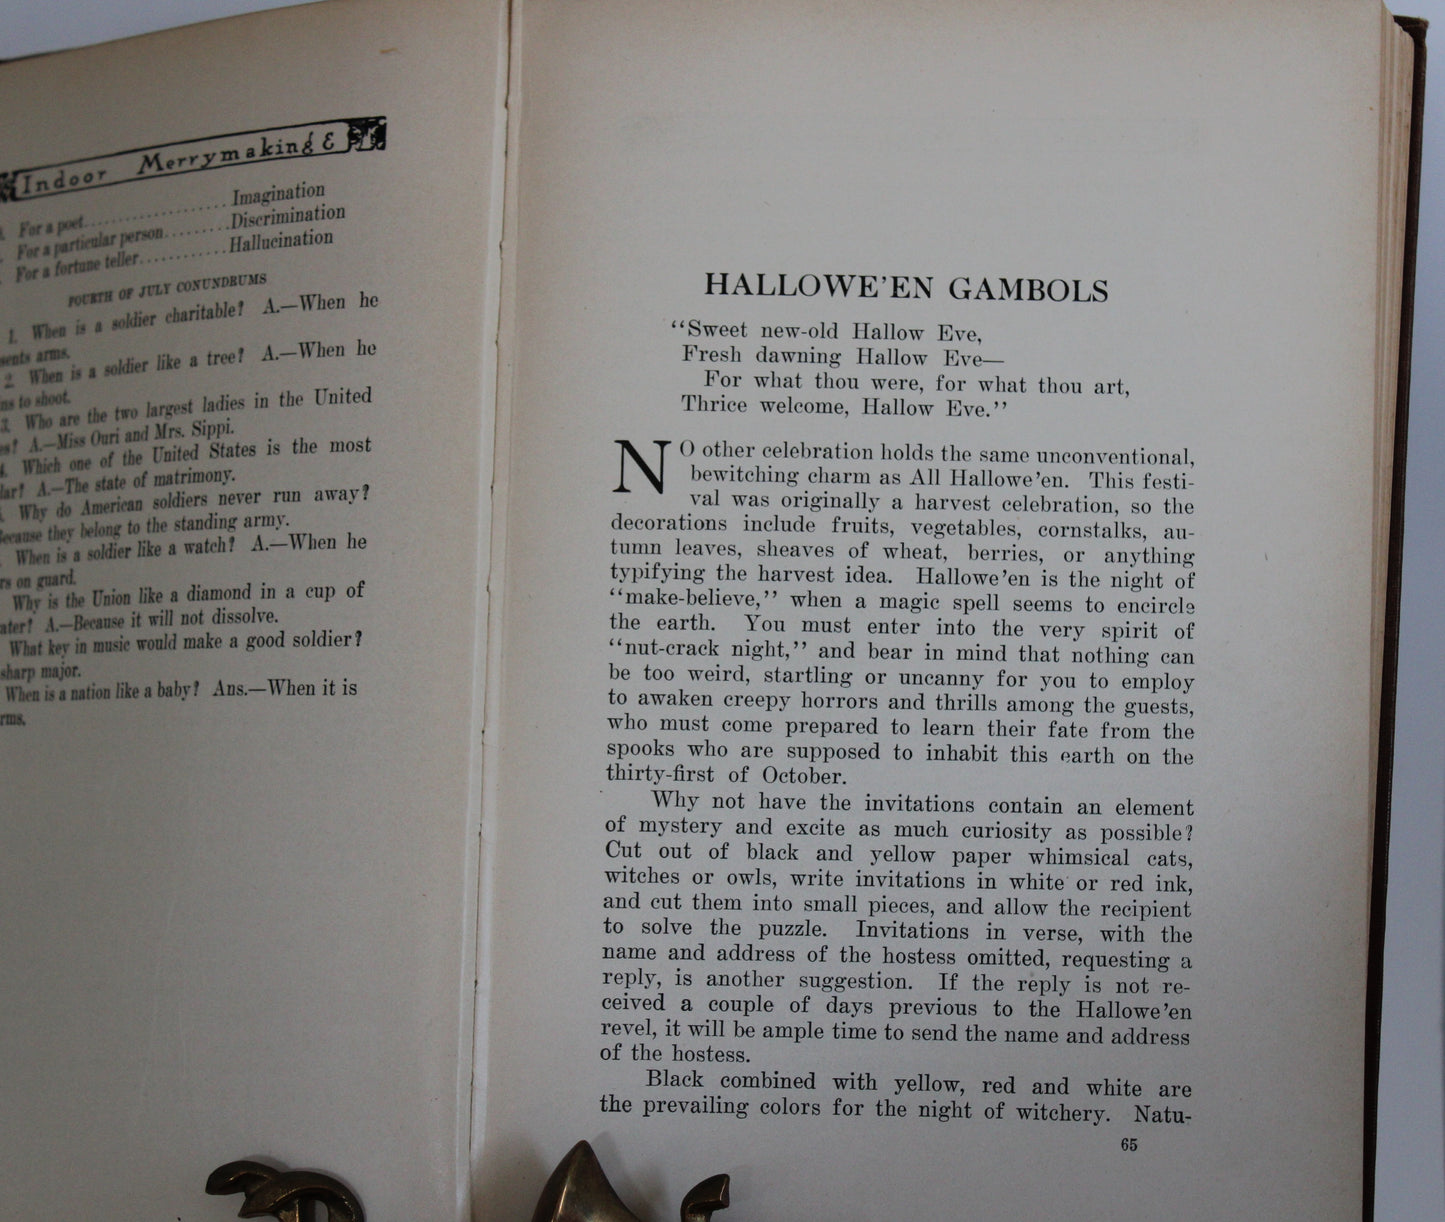 Indoor Merrymaking &
For a poet.................... Imagination
For a particular person.........Discrimination
For a fortune teller............Hallucination
FOURTH OF JULY CONUNDRUMS
1. When is a soldier charitable? A.—When he
sents arms.
2. When is a soldier like a tree? A.—When he
ns to shoot.
3. Who are the two largest ladies in the United
es? A.—Miss Ouri and Mrs. Sippi.
4. Which one of the United States is the most
lar? A.—The state of matrimony.
Why do American soldiers never run away?
Because they belong to the standing army.
When is a soldier like a watch? A.—When he
rs on guard.
Why is the Union like a diamond in a cup of
ater? A.—Because it will not dissolve.
What key in music would make a good soldier?
sharp major.
When is a nation like a baby? Ans.—When it is
rms.
HALLOWE'EN GAMBOLS
"Sweet new-old Hallow Eve,
Fresh dawning Hallow Eve—
For what thou were, for what thou art,
Thrice welcome, Hallow Eve."
NO other celebration holds the same unconventional,
bewitching charm as All Hallowe'en. This festi-
val was originally a harvest celebration, so the
decorations include fruits, vegetables, cornstalks, au-
tumn leaves, sheaves of wheat, berries, or anything
typifying the harvest idea. Hallowe'en is the night of
"make-believe," when a magic spell seems to encircle
the earth. You must enter into the very spirit of
"nut-crack night," and bear in mind that nothing can
be too weird, startling or uncanny for you to employ
to awaken creepy horrors and thrills among the guests,
who must come prepared to learn their fate from the
spooks who are supposed to inhabit this earth on the
thirty-first of October.
Why not have the invitations contain an element
of mystery and excite as much curiosity as possible?
Cut out of black and yellow paper whimsical cats,
witches or owls, write invitations in white or red ink,
and cut them into small pieces, and allow the recipient
to solve the puzzle. Invitations in verse, with the
name and address of the hostess omitted, requesting a
reply, is another suggestion. If the reply is not re-
ceived a couple of days previous to the Hallowe'en
revel, it will be ample time to send the name and address
of the hostess.
Black combined with yellow, red and white are
the prevailing colors for the night of witchery. Natu-
65